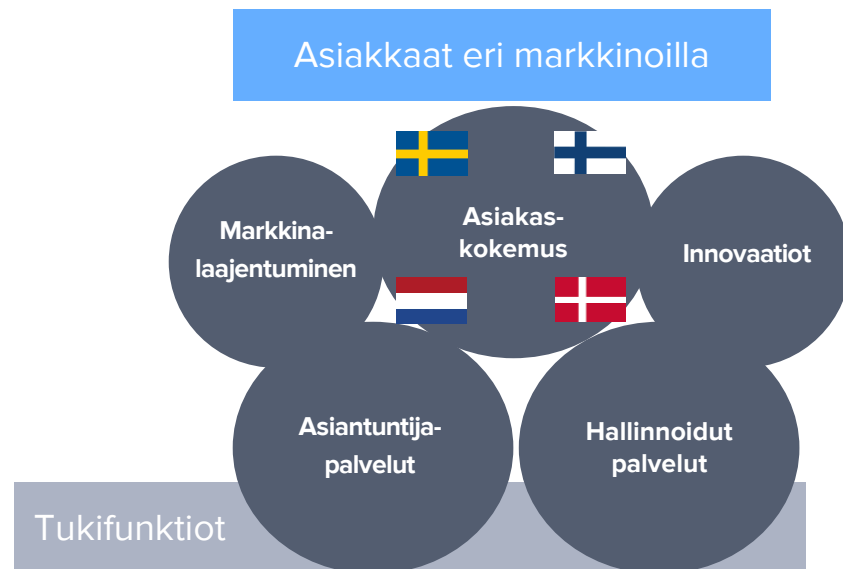 Asiakkaat eri markkinoilla
Asiakas-
kokemus
Markkina-
laajentuminen
Innovaatiot
Asiantuntija-
palvelut
Hallinnoidut
palvelut
Tukifunktiot